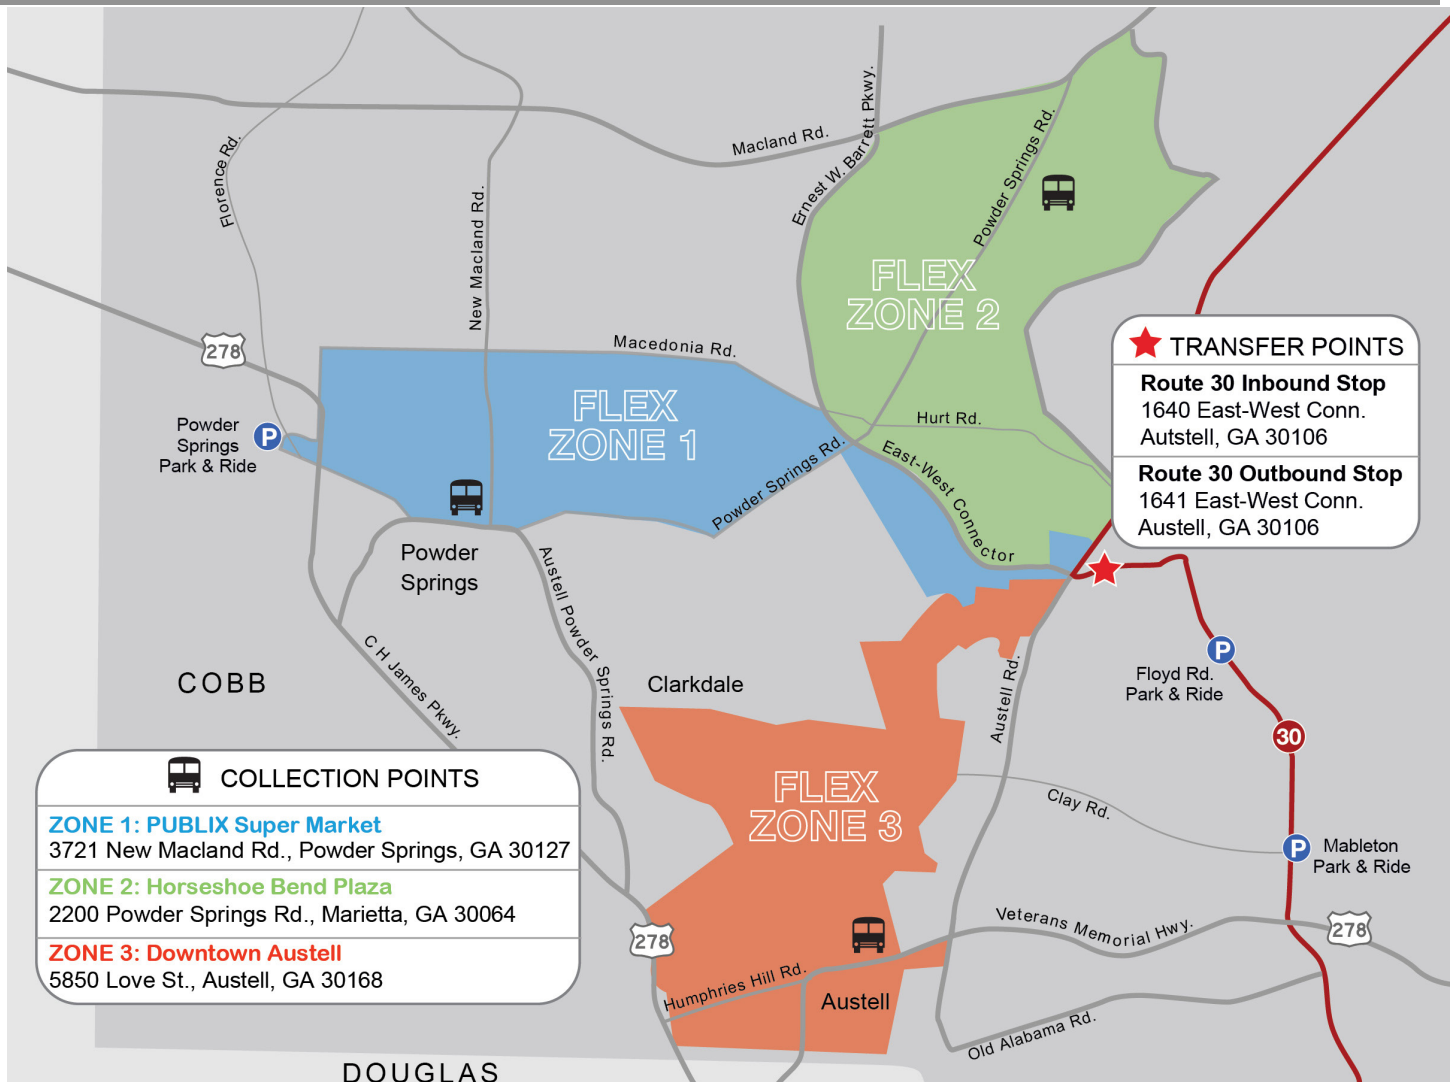 Macland Rd.
Ernest W. Barrett Pkwy.
Powder Springs Rd.
Florence Rd.
New Macland Rd.
FLEX
ZONE 2
278
Macedonia Rd.
TRANSFER POINTS
Route 30 Inbound Stop
1640 East-West Conn.
Autstell, GA 30106
Route 30 Outbound Stop
1641 East-West Conn.
Austell, GA 30106
FLEX
ZONE 1
Hurt Rd.
Powder
Springs
Park & Ride
P
Powder Springs Rd.
East-West Connector
Powder
Springs
Austell Powder Springs Rd.
C H James Pkwy.
COBB
Clarkdale
Austell Rd.
P
Floyd Rd.
Park & Ride
30
COLLECTION POINTS
ZONE 1: PUBLIX Super Market
3721 New Macland Rd., Powder Springs, GA 30127
ZONE 2: Horseshoe Bend Plaza
2200 Powder Springs Rd., Marietta, GA 30064
ZONE 3: Downtown Austell
5850 Love St., Austell, GA 30168
FLEX
ZONE 3
Clay Rd.
P
Mableton
Park & Ride
278
Veterans Memorial Hwy.
278
Humphries Hill Rd.
Austell
Old Alabama Rd.
DOUGLAS